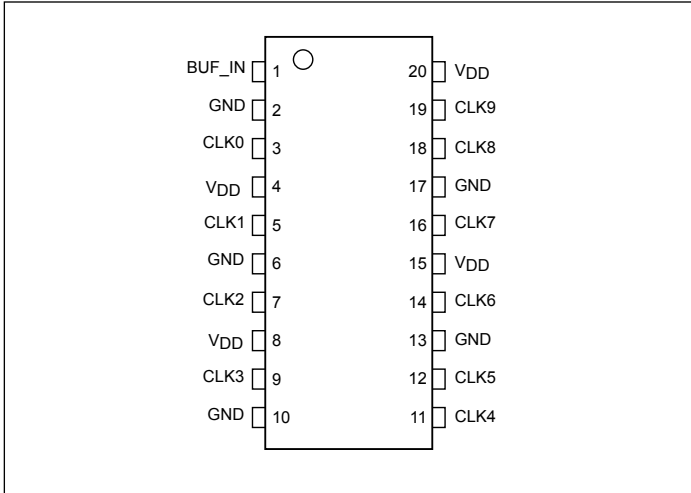 BUF_IN 1 20 VDD
GND 2 19 CLK9
CLK0 3 18 CLK8
VDD 4 17 GND
CLK1 5 16 CLK7
GND 6 15 VDD
CLK2 7 14 CLK6
VDD 8 13 GND
CLK3 9 12 CLK5
GND 10 11 CLK4